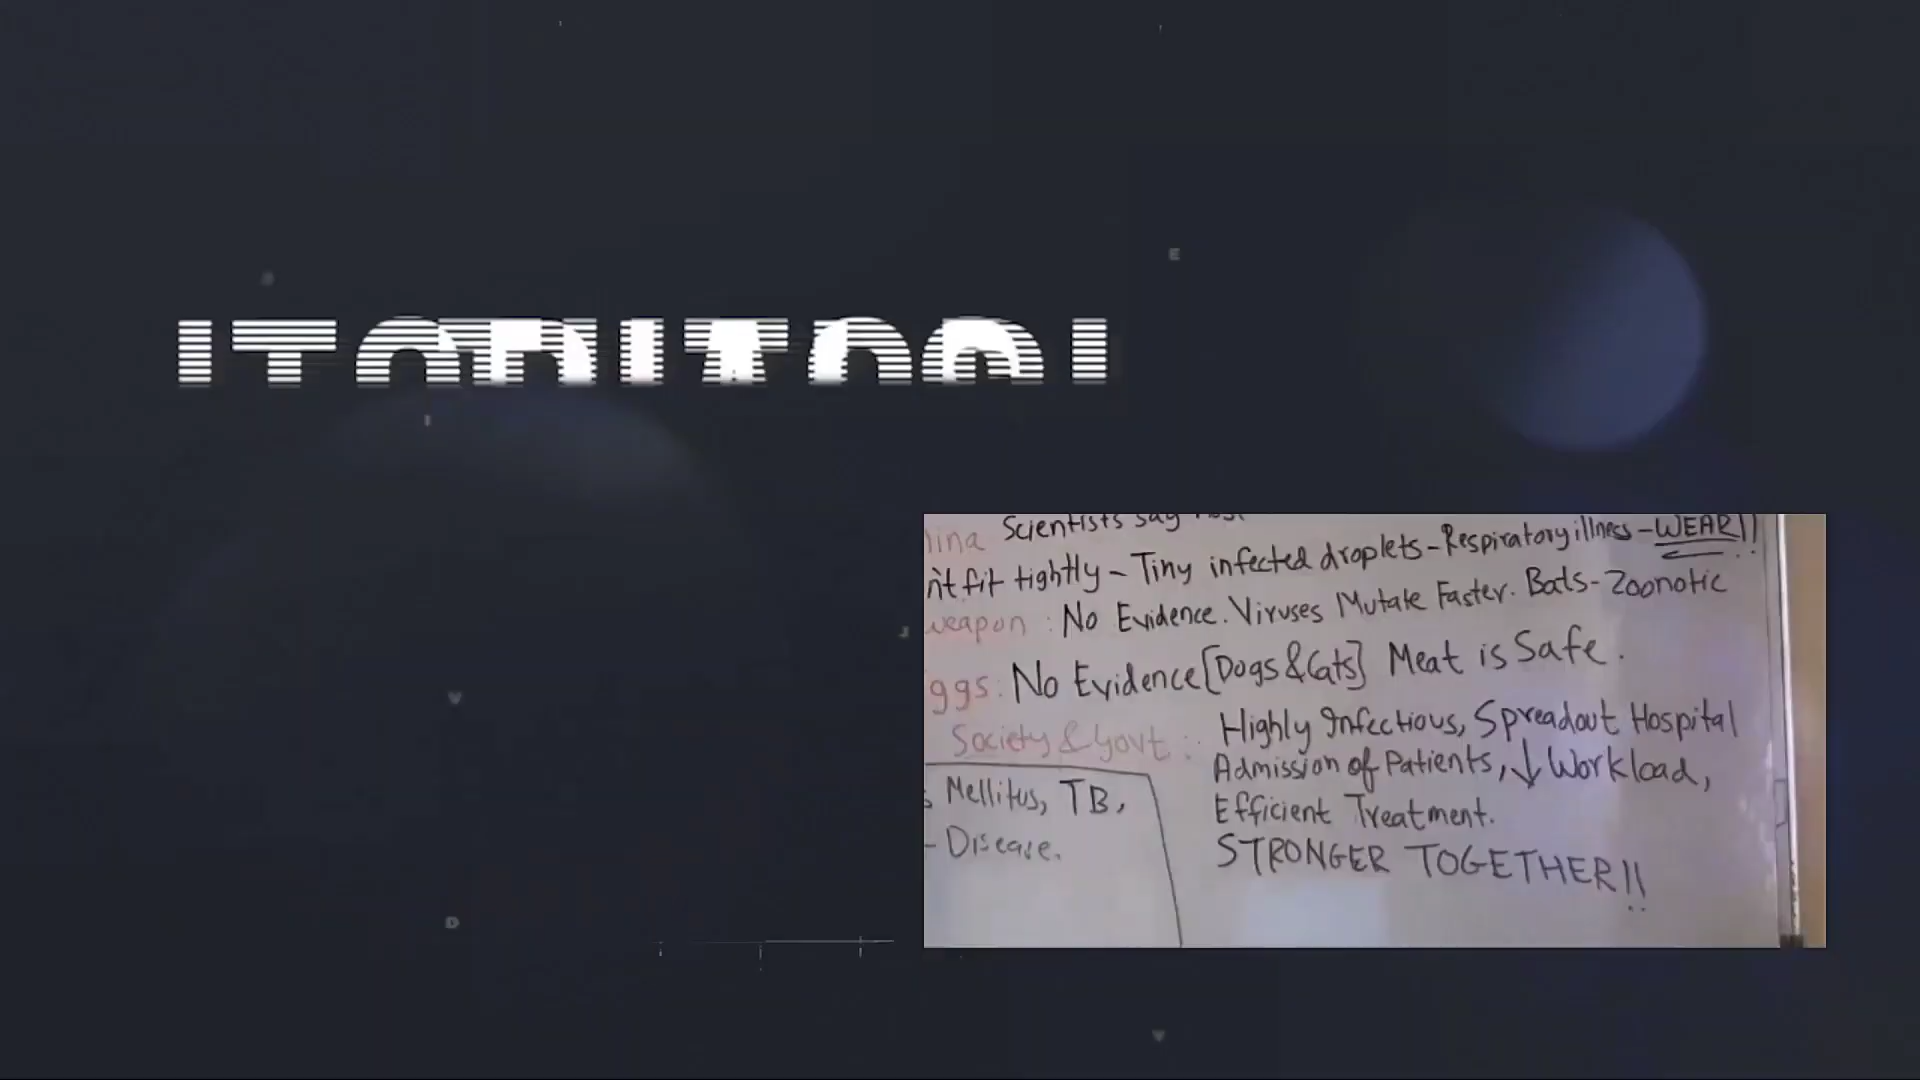 Scientists say
nit fit tightly - Tiny infected droplets - Respiratory illness - WEAR!!
weapon : No Evidence. Viruses Mutate Faster. Bats - Zoonotic
ggs: No Evidence [Dogs & Cats] Meat is Safe.
Society & Govt :
Highly Infectious, Spreadout Hospital
Admission of Patients, ↓ Workload,
Efficient Treatment.
STRONGER TOGETHER!!
Mellitus, TB,
- Disease.